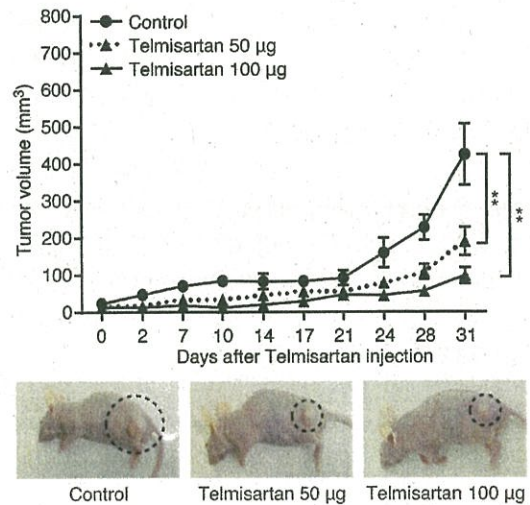 800
700
600
500
400
300
200
100
0
Tumor volume (mm³)
Control
Telmisartan 50 µg
Telmisartan 100 µg
**
**
0 2 7 10 14 17 21 24 28 31
Days after Telmisartan injection
Control Telmisartan 50 µg Telmisartan 100 µg